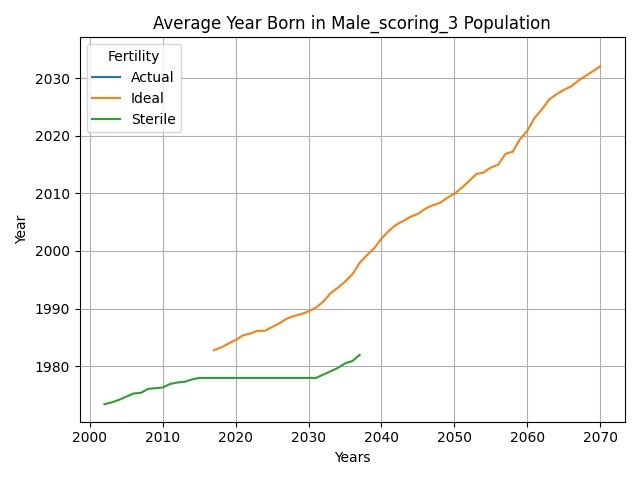 Average Year Born in Male_scoring_3 Population
Fertility
Actual
Ideal
Sterile
Year
2030
2020
2010
2000
1990
1980
2000 2010 2020 2030 2040 2050 2060 2070
Years